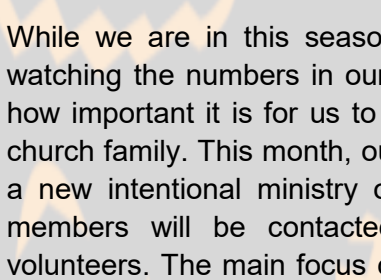 While we are in this seaso
watching the numbers in our
how important it is for us to
church family. This month, ou
a new intentional ministry
members will be contacted
volunteers. The main focus